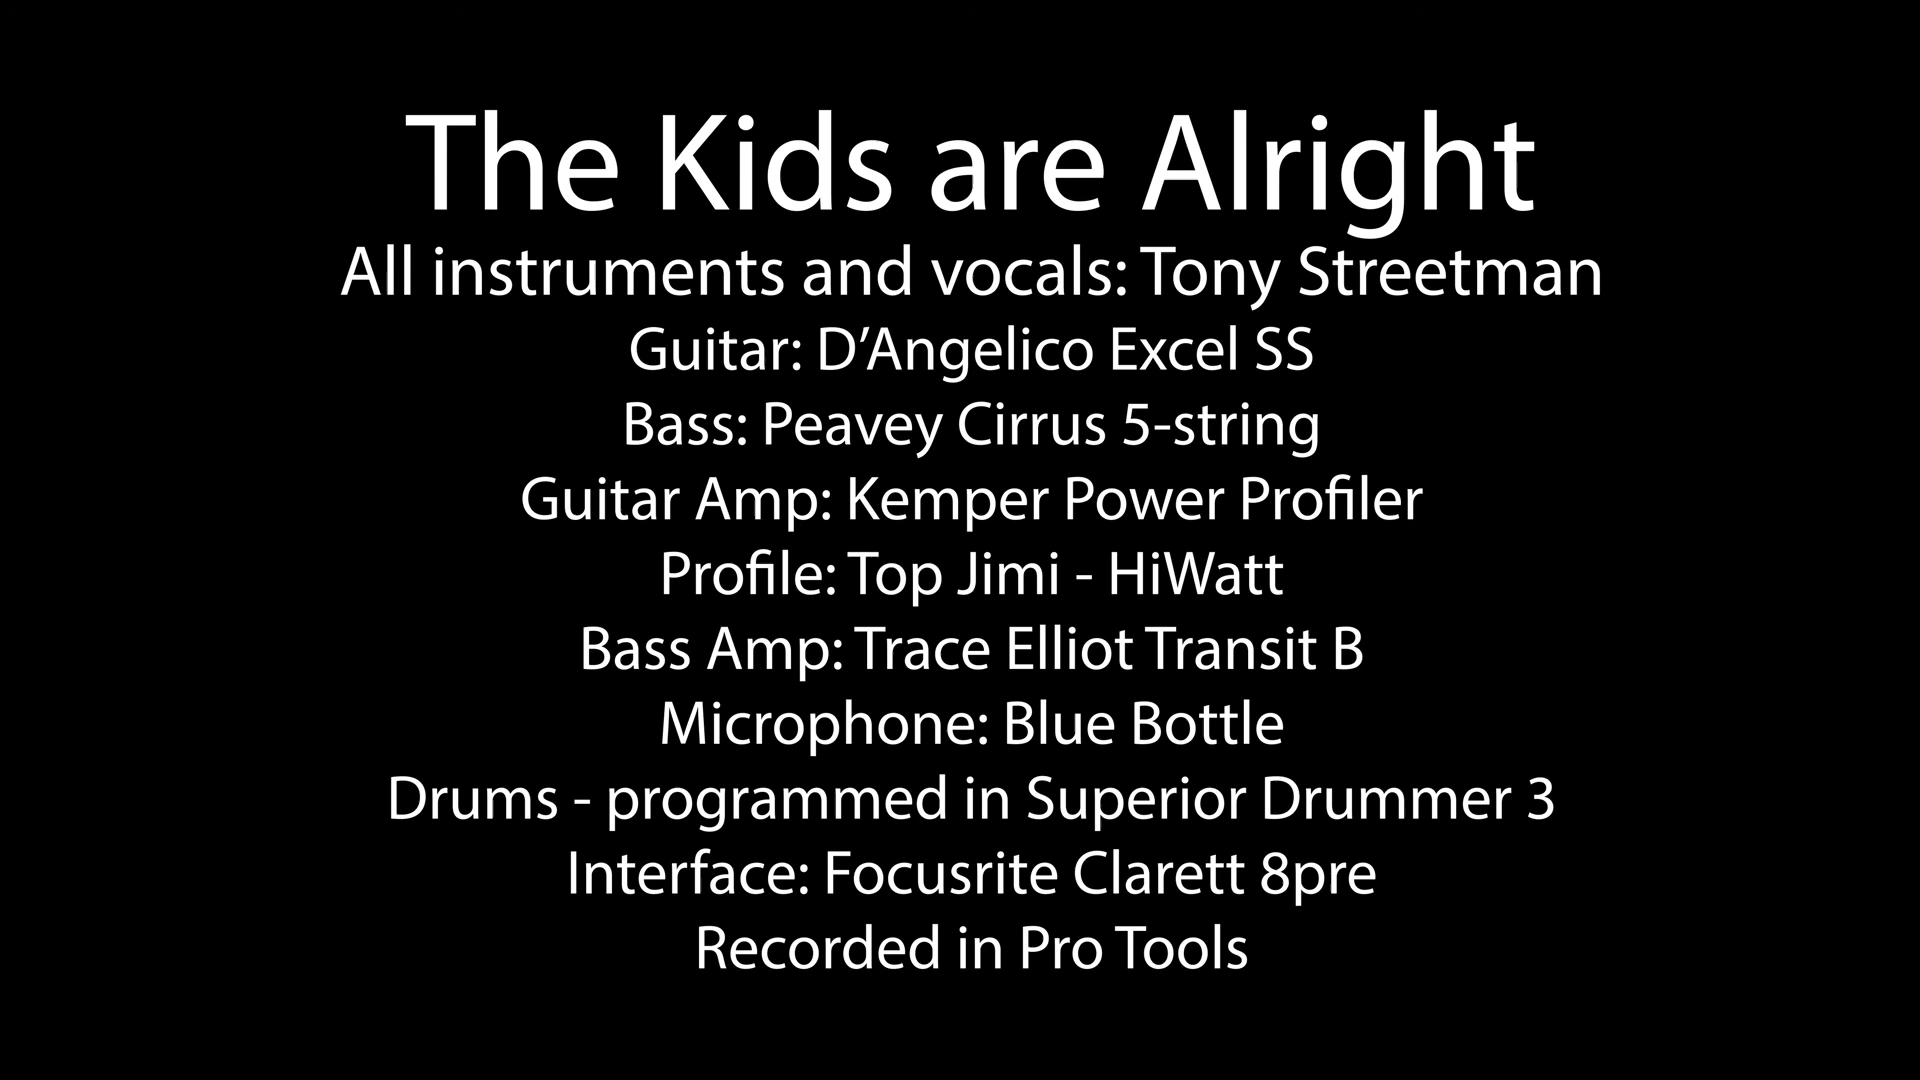 The Kids are Alright
All instruments and vocals: Tony Streetman
Guitar: D’Angelico Excel SS
Bass: Peavey Cirrus 5-string
Guitar Amp: Kemper Power Profiler
Profile: Top Jimi - HiWatt
Bass Amp: Trace Elliot Transit B
Microphone: Blue Bottle
Drums - programmed in Superior Drummer 3
Interface: Focusrite Clarett 8pre
Recorded in Pro Tools